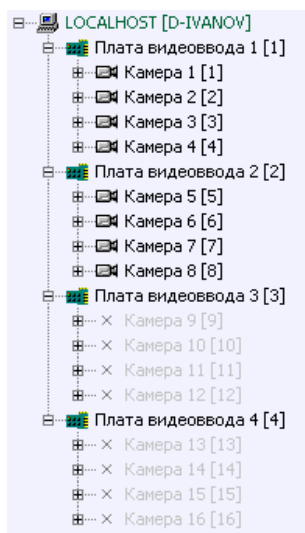 LOCALHOST [D-IVANOV]
Плата видеоввода 1 [1]
Камера 1 [1]
Камера 2 [2]
Камера 3 [3]
Камера 4 [4]
Плата видеоввода 2 [2]
Камера 5 [5]
Камера 6 [6]
Камера 7 [7]
Камера 8 [8]
Плата видеоввода 3 [3]
Камера 9 [9]
Камера 10 [10]
Камера 11 [11]
Камера 12 [12]
Плата видеоввода 4 [4]
Камера 13 [13]
Камера 14 [14]
Камера 15 [15]
Камера 16 [16]